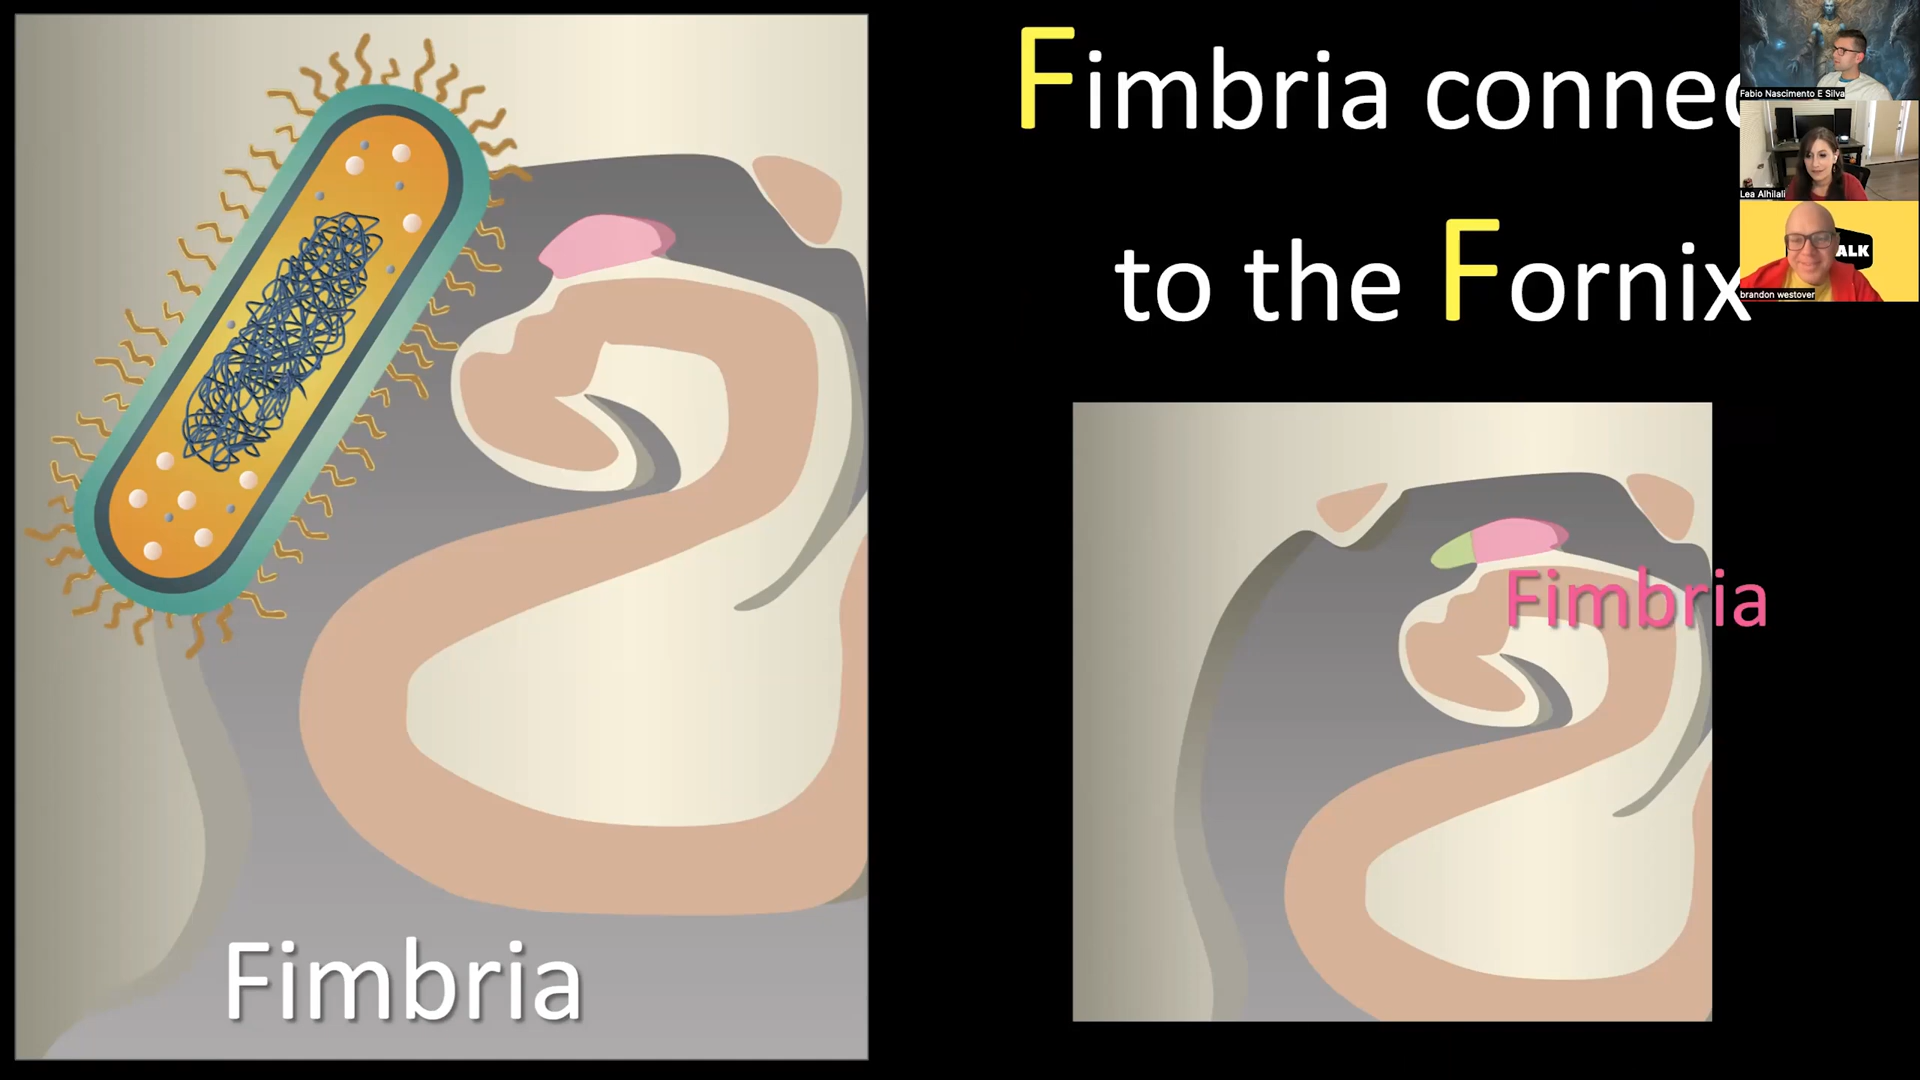 Fimbria connec
to the Fornix
Fimbria
Fimbria
Fabio Nascimento E Silva
Lea Alhilali
ALK
brandon westover